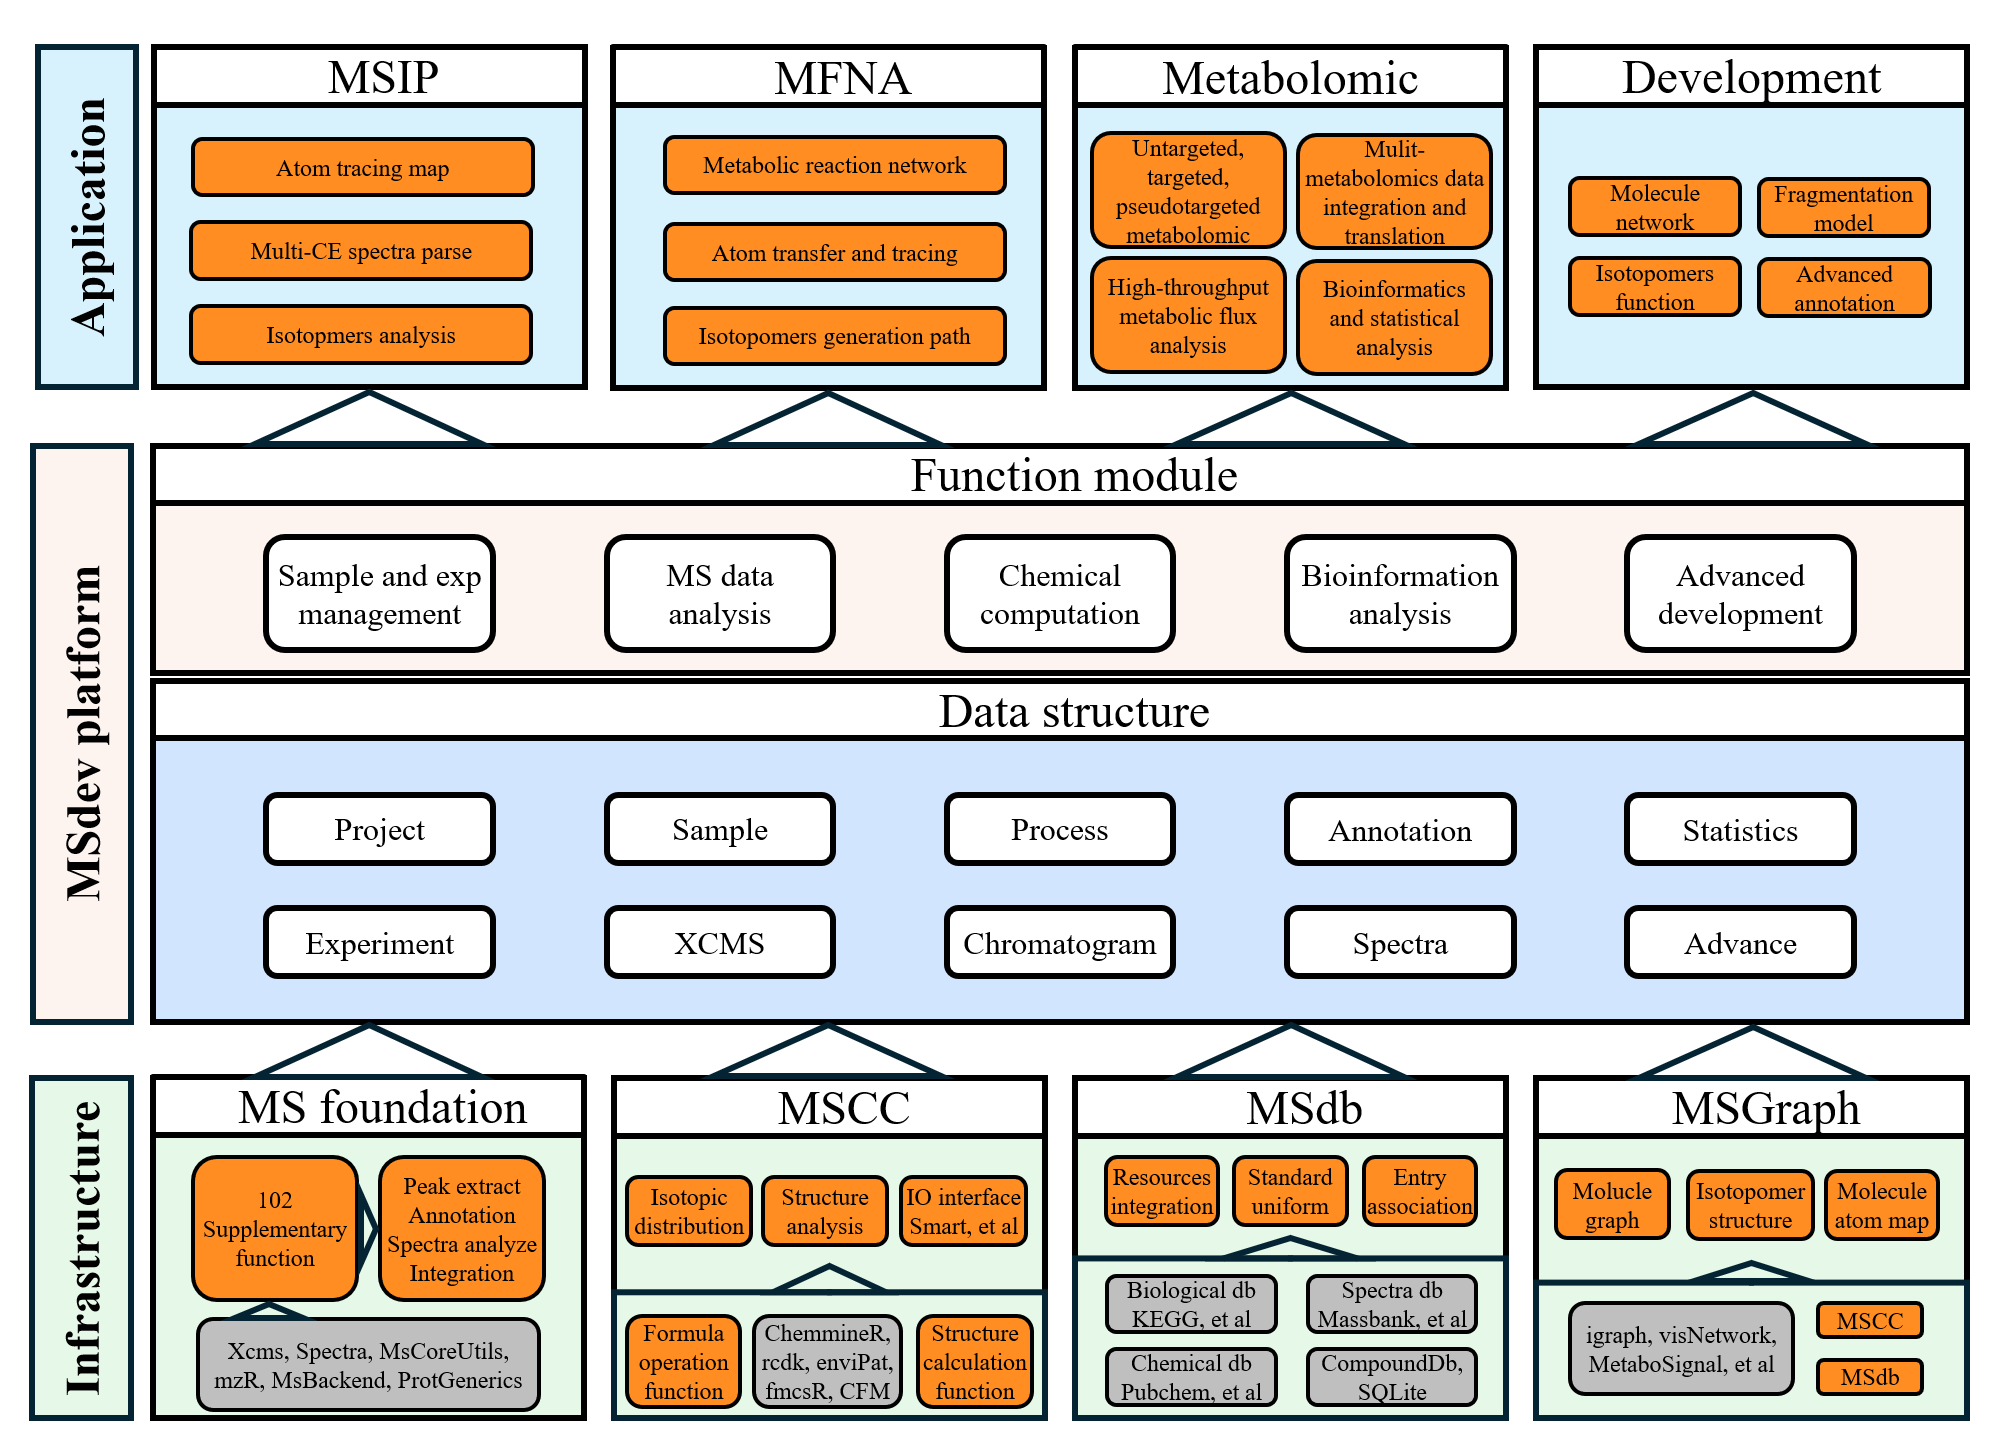 Application
MSIP
Atom tracing map
Multi-CE spectra parse
Isotopmers analysis
MFNA
Metabolic reaction network
Atom transfer and tracing
Isotopomers generation path
Metabolomic
Untargeted,
targeted,
pseudotargeted
metabolomic
Mulit-
metabolomics data
integration and
translation
High-throughput
metabolic flux
analysis
Bioinformatics
and statistical
analysis
Development
Molecule
network
Fragmentation
model
Isotopomers
function
Advanced
annotation
MSdev platform
Function module
Sample and exp
management
MS data
analysis
Chemical
computation
Bioinformation
analysis
Advanced
development
Data structure
Project
Sample
Process
Annotation
Statistics
Experiment
XCMS
Chromatogram
Spectra
Advance
Infrastructure
MS foundation
102
Supplementary
function
Peak extract
Annotation
Spectra analyze
Integration
Xcms, Spectra, MsCoreUtils,
mzR, MsBackend, ProtGenerics
MSCC
Isotopic
distribution
Structure
analysis
IO interface
Smart, et al
Formula
operation
function
ChemmineR,
rcdk, enviPat,
fmcsR, CFM
Structure
calculation
function
MSdb
Resources
integration
Standard
uniform
Entry
association
Biological db
KEGG, et al
Spectra db
Massbank, et al
Chemical db
Pubchem, et al
CompoundDb,
SQLite
MSGraph
Molucle
graph
Isotopomer
structure
Molecule
atom map
igraph, visNetwork,
MetaboSignal, et al
MSCC
MSdb